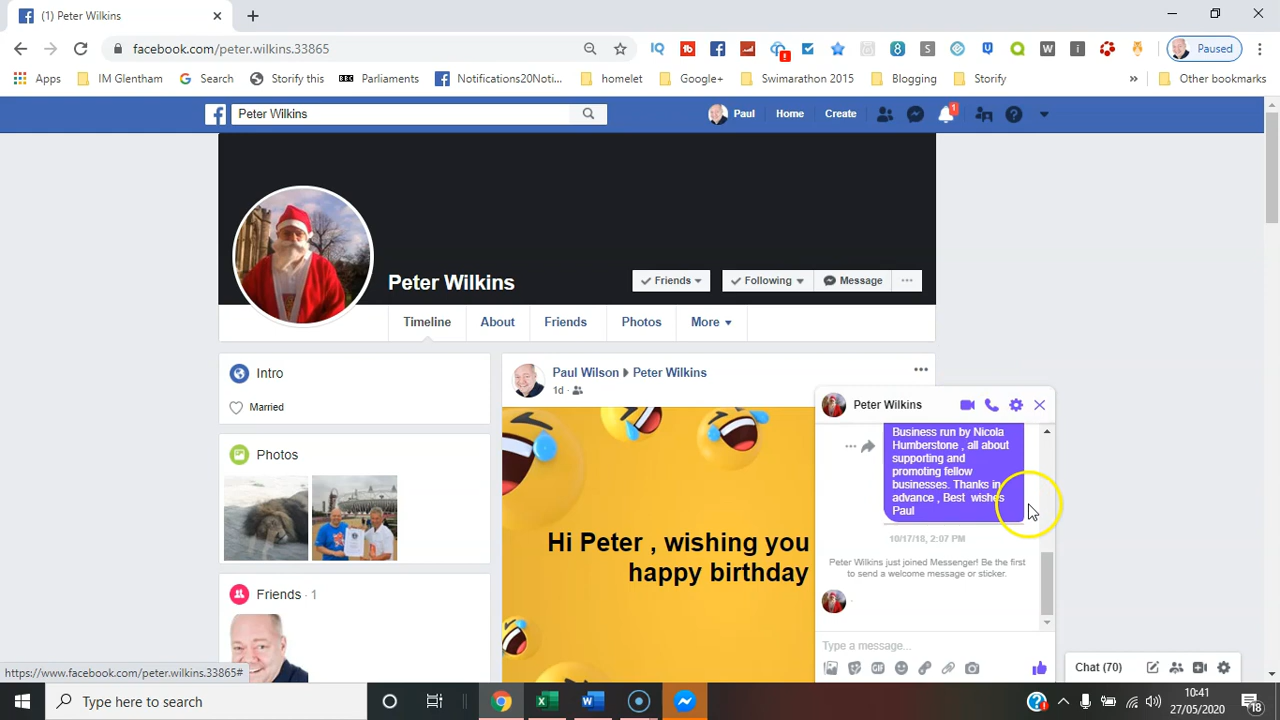 (1) Peter Wilkins
facebook.com/peter.wilkins.33865
Paused
Apps
IM Glentham
Search
Storify this
Parliaments
Notifications20Noti...
homelet
Google+
Swimarathon 2015
Blogging
Storify
Other bookmarks
Peter Wilkins
Paul
Home
Create
1
Peter Wilkins
Friends
Following
Message
Timeline
About
Friends
Photos
More
Intro
Married
Photos
Friends · 1
Paul Wilson
Peter Wilkins
1d
Hi Peter , wishing you
happy birthday
Peter Wilkins
Business run by Nicola
Humberstone , all about
supporting and
promoting fellow
businesses. Thanks in
advance , Best wishes
Paul
10/17/18, 2:07 PM
Peter Wilkins just joined Messenger! Be the first
to send a welcome message or sticker.
Type a message...
GIF
Chat (70)
https://www.facebook.com/peter.wilkins.33865#
Type here to search
10:41
27/05/2020
18